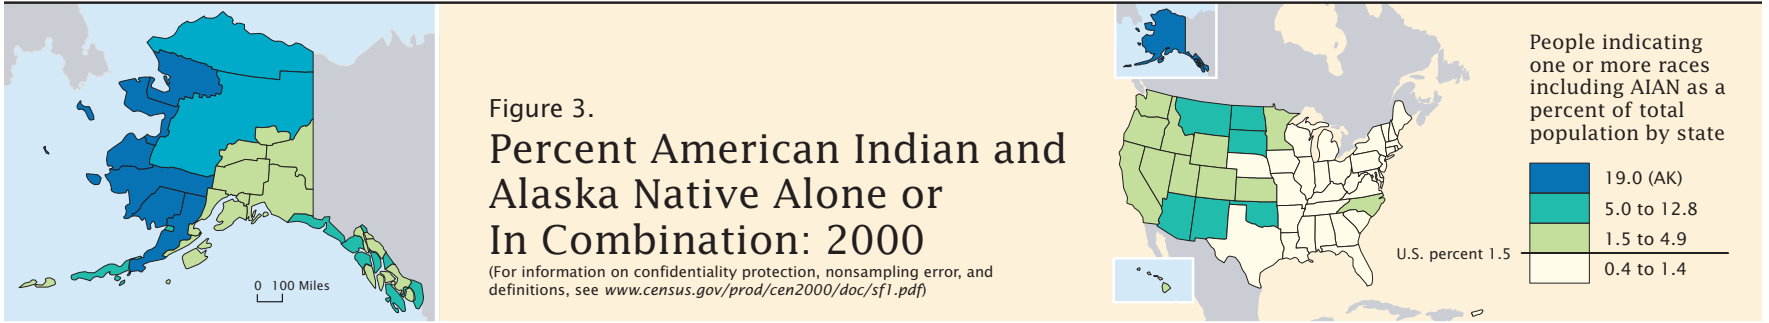 0 100 Miles
Figure 3.
Percent American Indian and
Alaska Native Alone or
In Combination: 2000
(For information on confidentiality protection, nonsampling error, and
definitions, see www.census.gov/prod/cen2000/doc/sf1.pdf)
People indicating
one or more races
including AIAN as a
percent of total
population by state
19.0 (AK)
5.0 to 12.8
1.5 to 4.9
U.S. percent 1.5
0.4 to 1.4